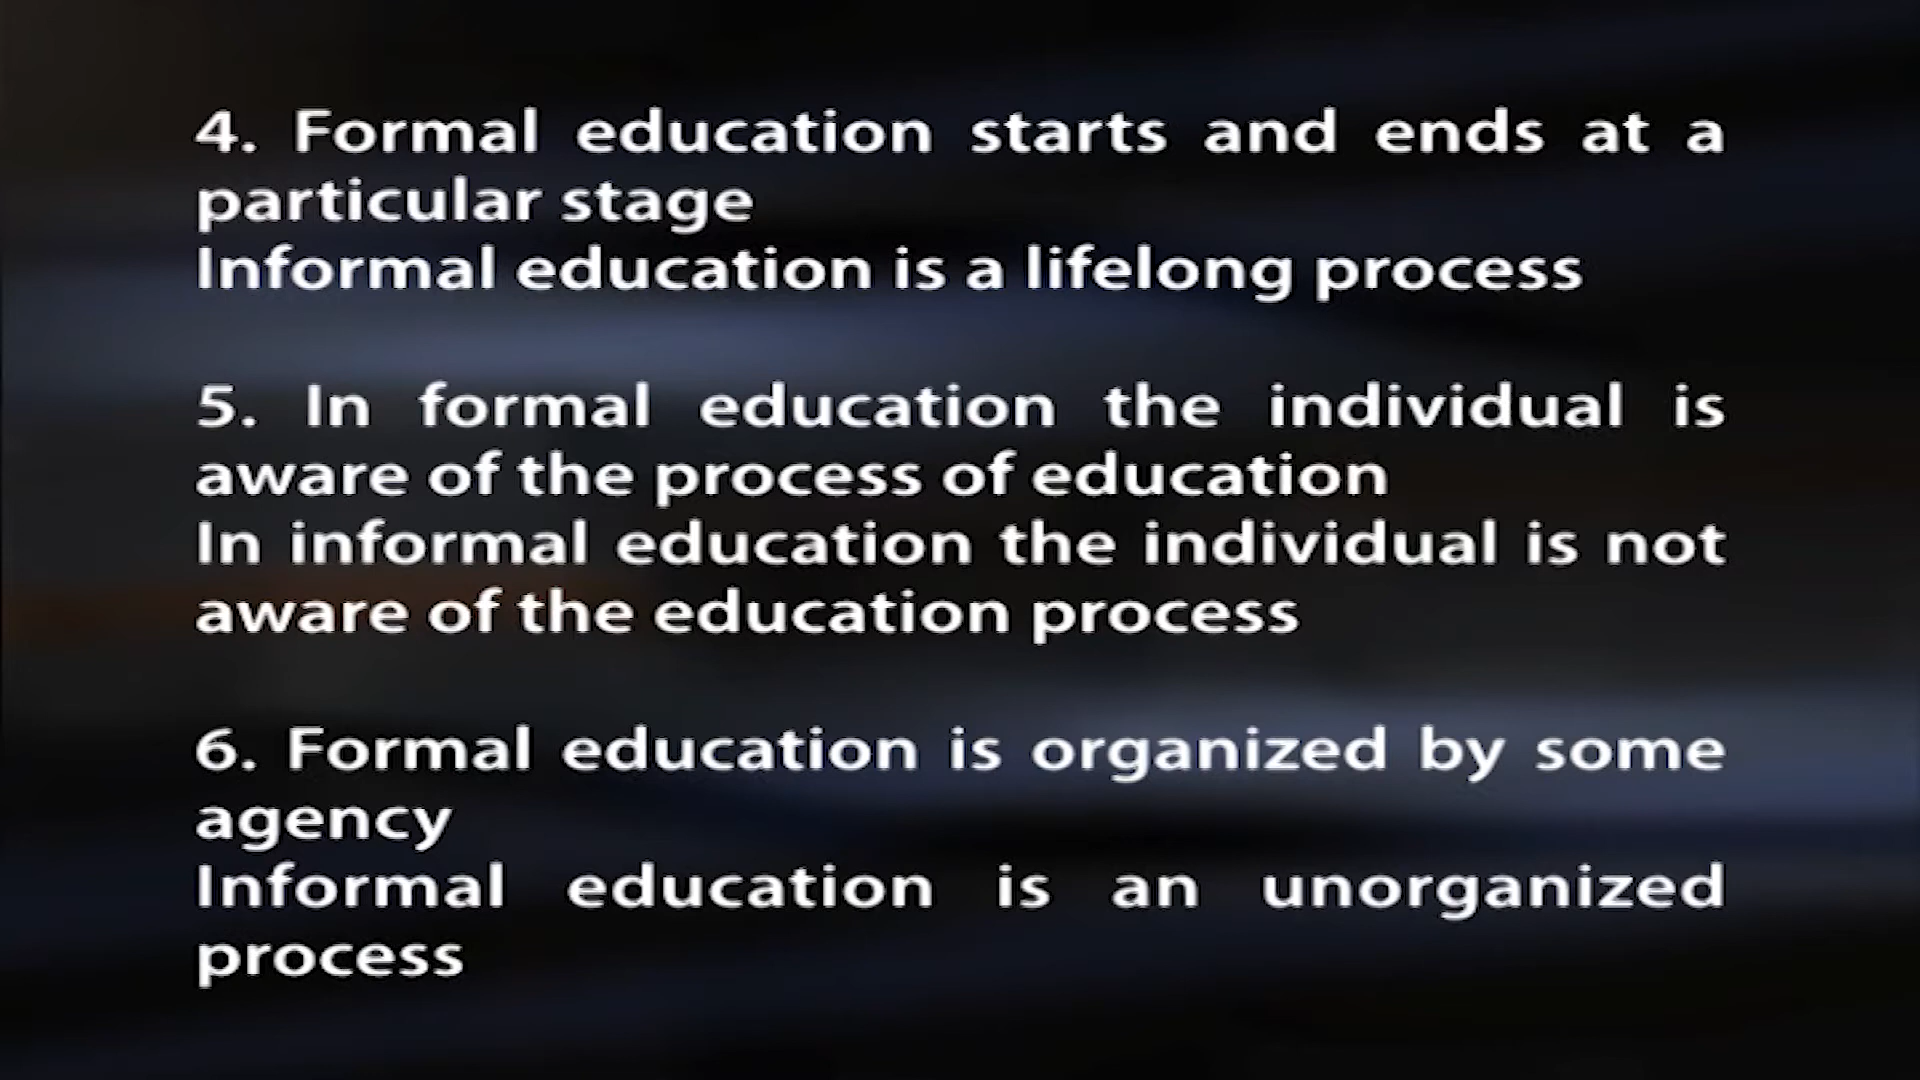 4. Formal education starts and ends at a
particular stage
Informal education is a lifelong process
5. In formal education the individual is
aware of the process of education
In informal education the individual is not
aware of the education process
6. Formal education is organized by some
agency
Informal education is an unorganized
process